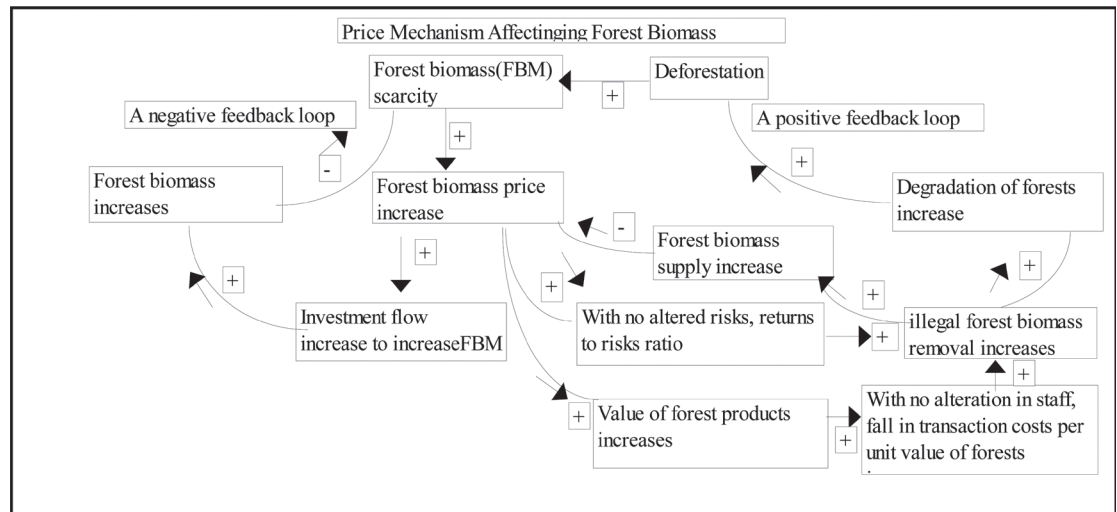 Price Mechanism Affectinging Forest Biomass
Forest biomass(FBM)
scarcity
Deforestation
+
A negative feedback loop
+
A positive feedback loop
-
+
Forest biomass
increases
Forest biomass price
increase
Degradation of forests
increase
-
Forest biomass
supply increase
+
+
+
+
+
Investment flow
increase to increaseFBM
With no altered risks, returns
to risks ratio
+
illegal forest biomass
removal increases
+
Value of forest products
increases
+
+
With no alteration in staff,
fall in transaction costs per
unit value of forests